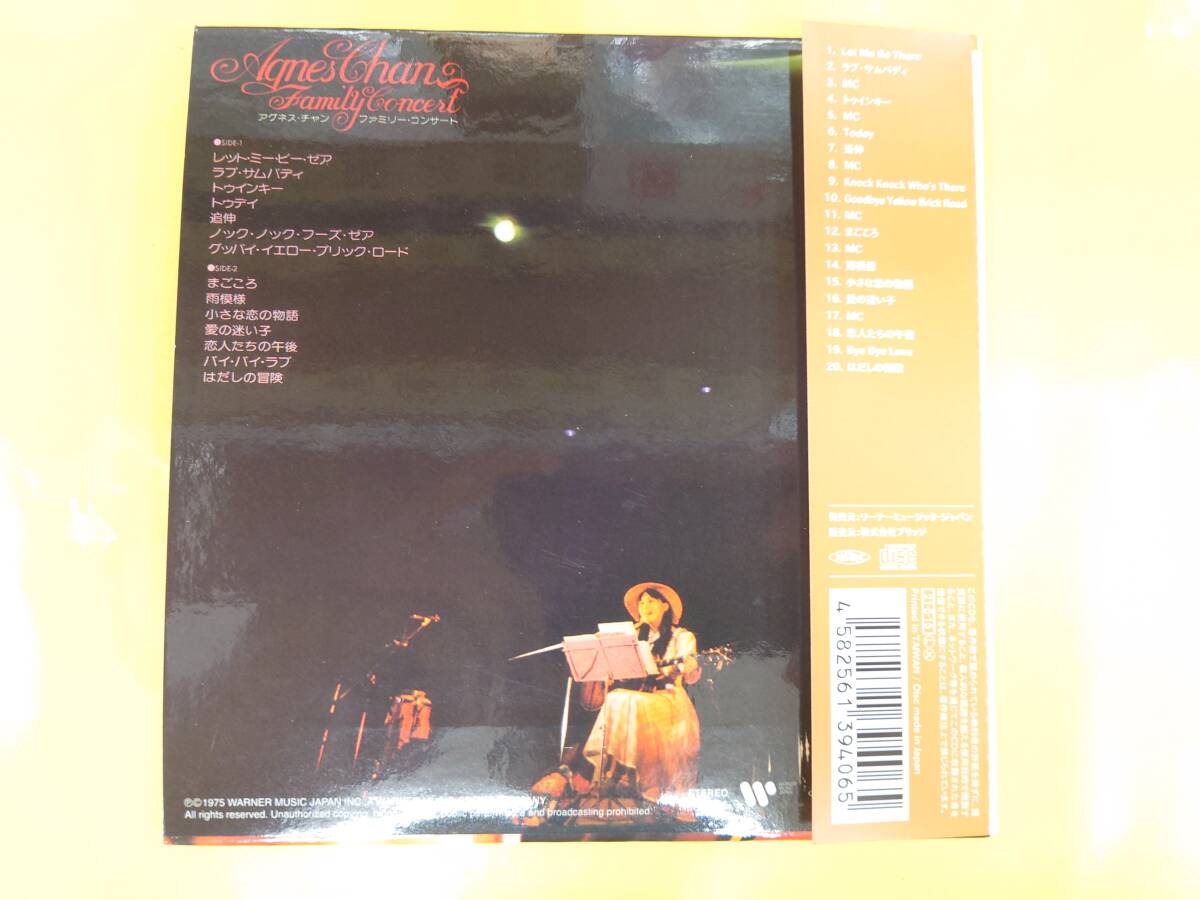 Agnes Chan
Family Concert
アグネス・チャン ファミリー・コンサート
●SIDE-1
レット・ミー・ビー・ゼア
ラブ・サムバディ
トゥインキー
トゥデイ
追伸
ノック・ノック・フーズ・ゼア
グッバイ・イエロー・ブリック・ロード
●SIDE-2
まごころ
雨模様
小さな恋の物語
愛の迷い子
恋人たちの午後
バイ・バイ・ラブ
はだしの冒険
℗©1975 WARNER MUSIC JAPAN INC.
All rights reserved. Unauthorized copying, public performance and broadcasting prohibited.
STEREO
1. Let Me Be There
2. ラブ・サムバディ
3. MC
4. トゥインキー
5. MC
6. Today
7. 追伸
8. MC
9. Knock Knock Who's There
10. Goodbye Yellow Brick Road
11. MC
12. まごころ
13. MC
14. 雨模様
15. 小さな恋の物語
16. 愛の迷い子
17. MC
18. 恋人たちの午後
19. Bye Bye Love
20. はだしの冒険
発売元:ワーナーミュージック・ジャパン
販売元:株式会社ブリッジ
disc
4 582561 394065
Printed in TAIWAN / Disc made in Japan